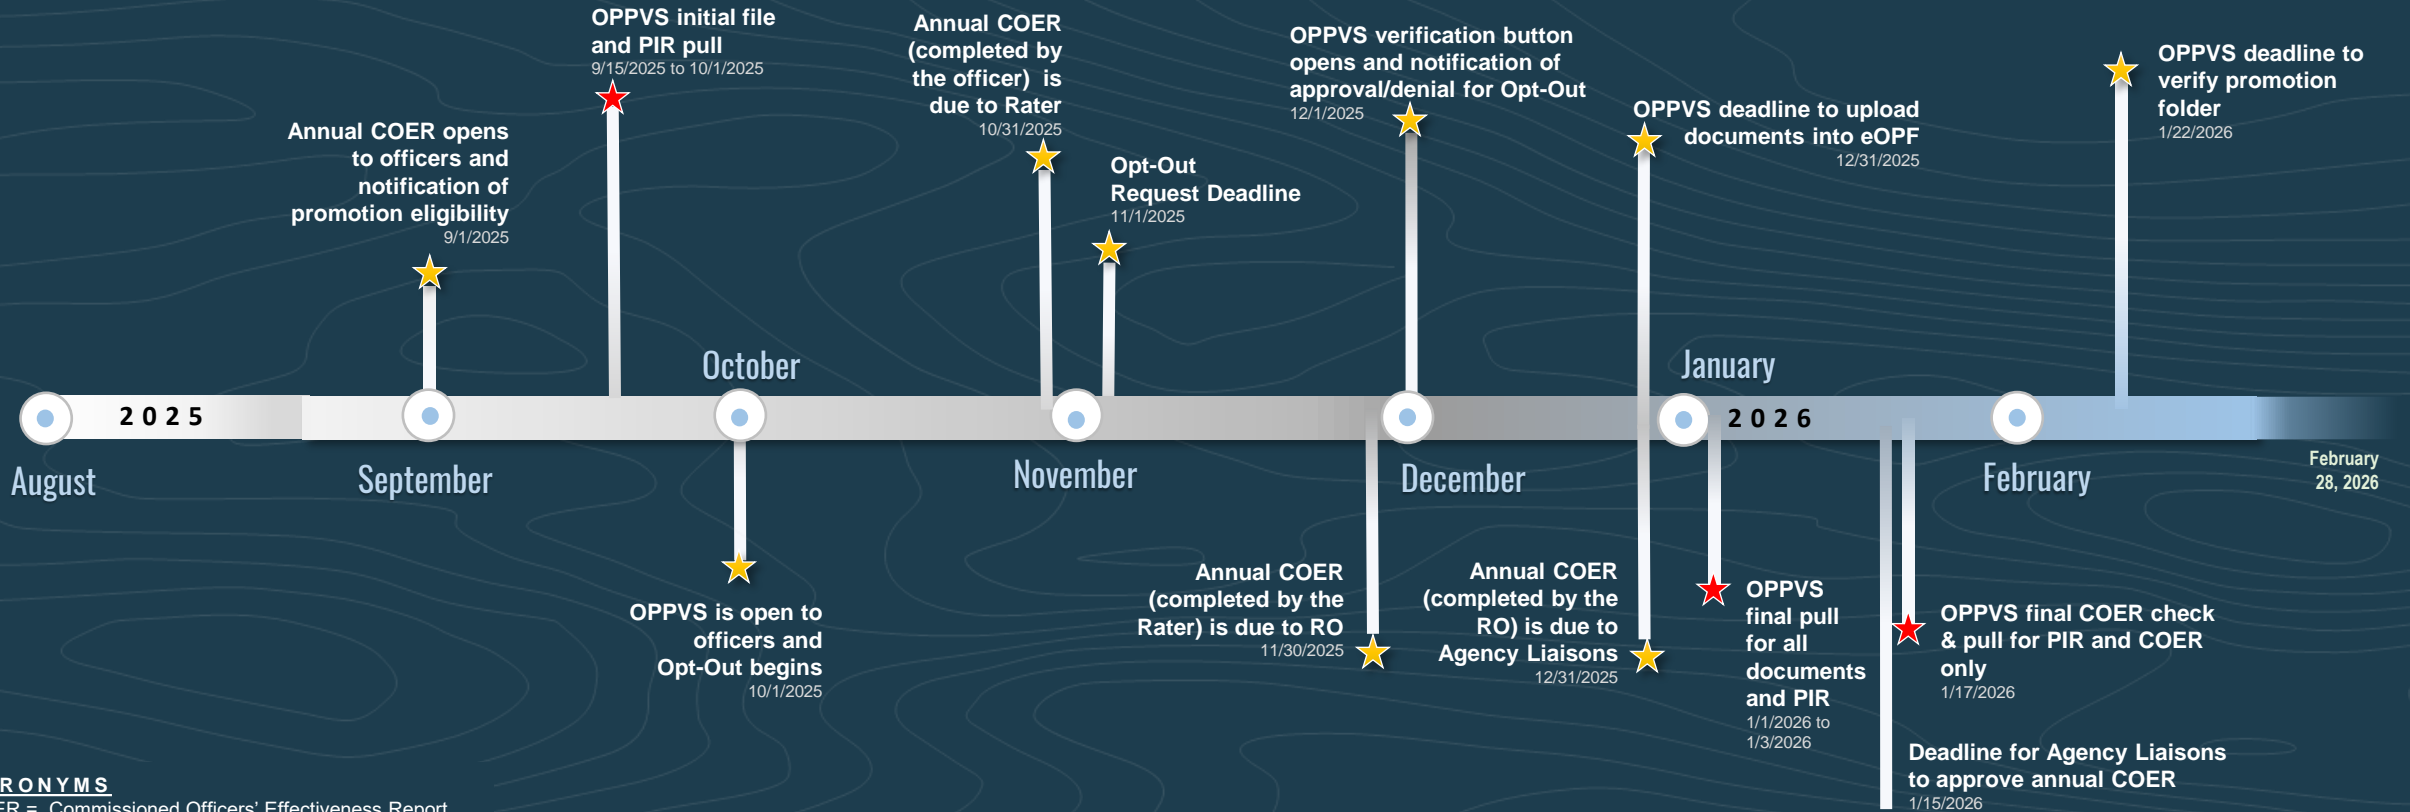 OPPVS initial file
and PIR pull
9/15/2025 to 10/1/2025
Annual COER
(completed by
the officer) is
due to Rater
10/31/2025
OPPVS verification button
opens and notification of
approval/denial for Opt-Out
12/1/2025
OPPVS deadline to upload
documents into eOPF
12/31/2025
OPPVS deadline to
verify promotion
folder
1/22/2026
Annual COER opens
to officers and
notification of
promotion eligibility
9/1/2025
Opt-Out
Request Deadline
11/1/2025
October
January
2025
2026
August
September
November
December
February
February
28, 2026
OPPVS is open to
officers and
Opt-Out begins
10/1/2025
Annual COER
(completed by the
Rater) is due to RO
11/30/2025
Annual COER
(completed by the
RO) is due to
Agency Liaisons
12/31/2025
OPPVS
final pull
for all
documents
and PIR
1/1/2026 to
1/3/2026
OPPVS final COER check
& pull for PIR and COER
only
1/17/2026
Deadline for Agency Liaisons
to approve annual COER
1/15/2026
RONYMS
ER = Commissioned Officers' Effectiveness Report